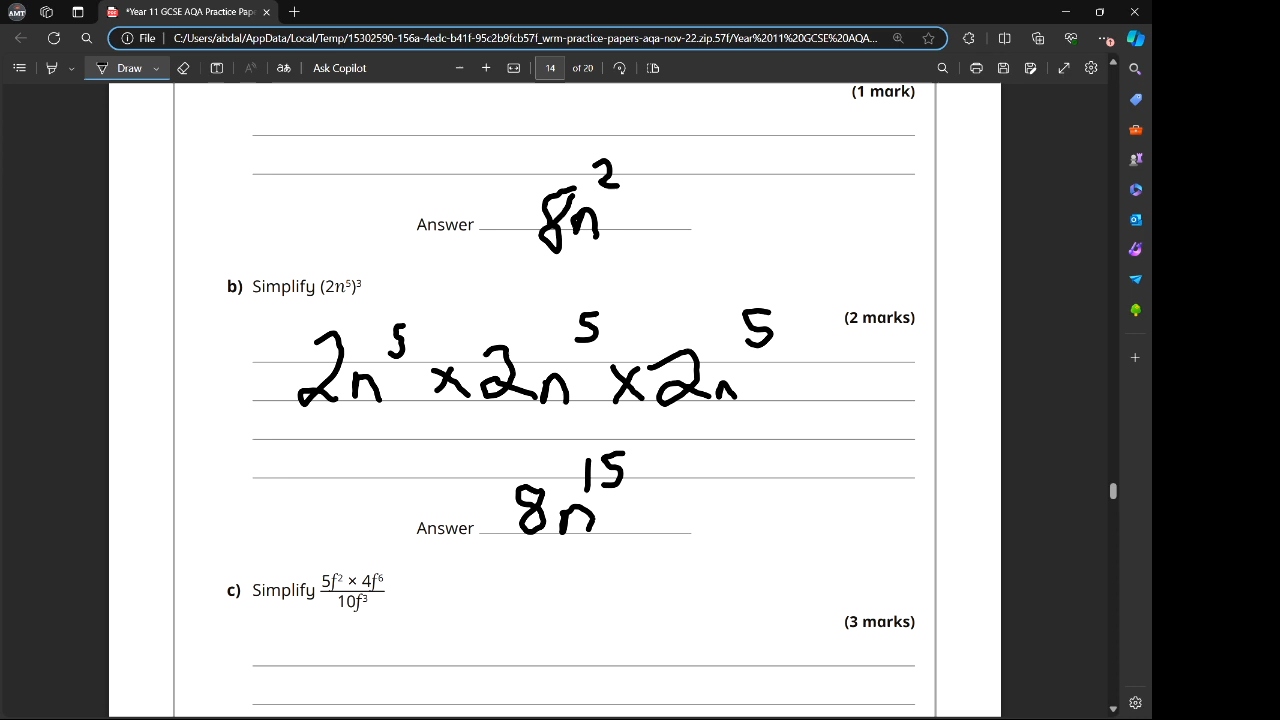 *Year 11 GCSE AQA Practice Pape
File
C:/Users/abdal/AppData/Local/Temp/15302590-156a-4edc-b41f-95c2b9fcb57f_wrm-practice-papers-aqa-nov-22.zip.57f/Year%2011%20GCSE%20AQA...
Draw
Ask Copilot
14 of 20
(1 mark)
8n²
Answer
b) Simplify (2n⁵)³
(2 marks)
2n⁵ × 2n⁵ × 2n⁵
8n¹⁵
Answer
c) Simplify 5f² × 4f⁶
10f³
(3 marks)